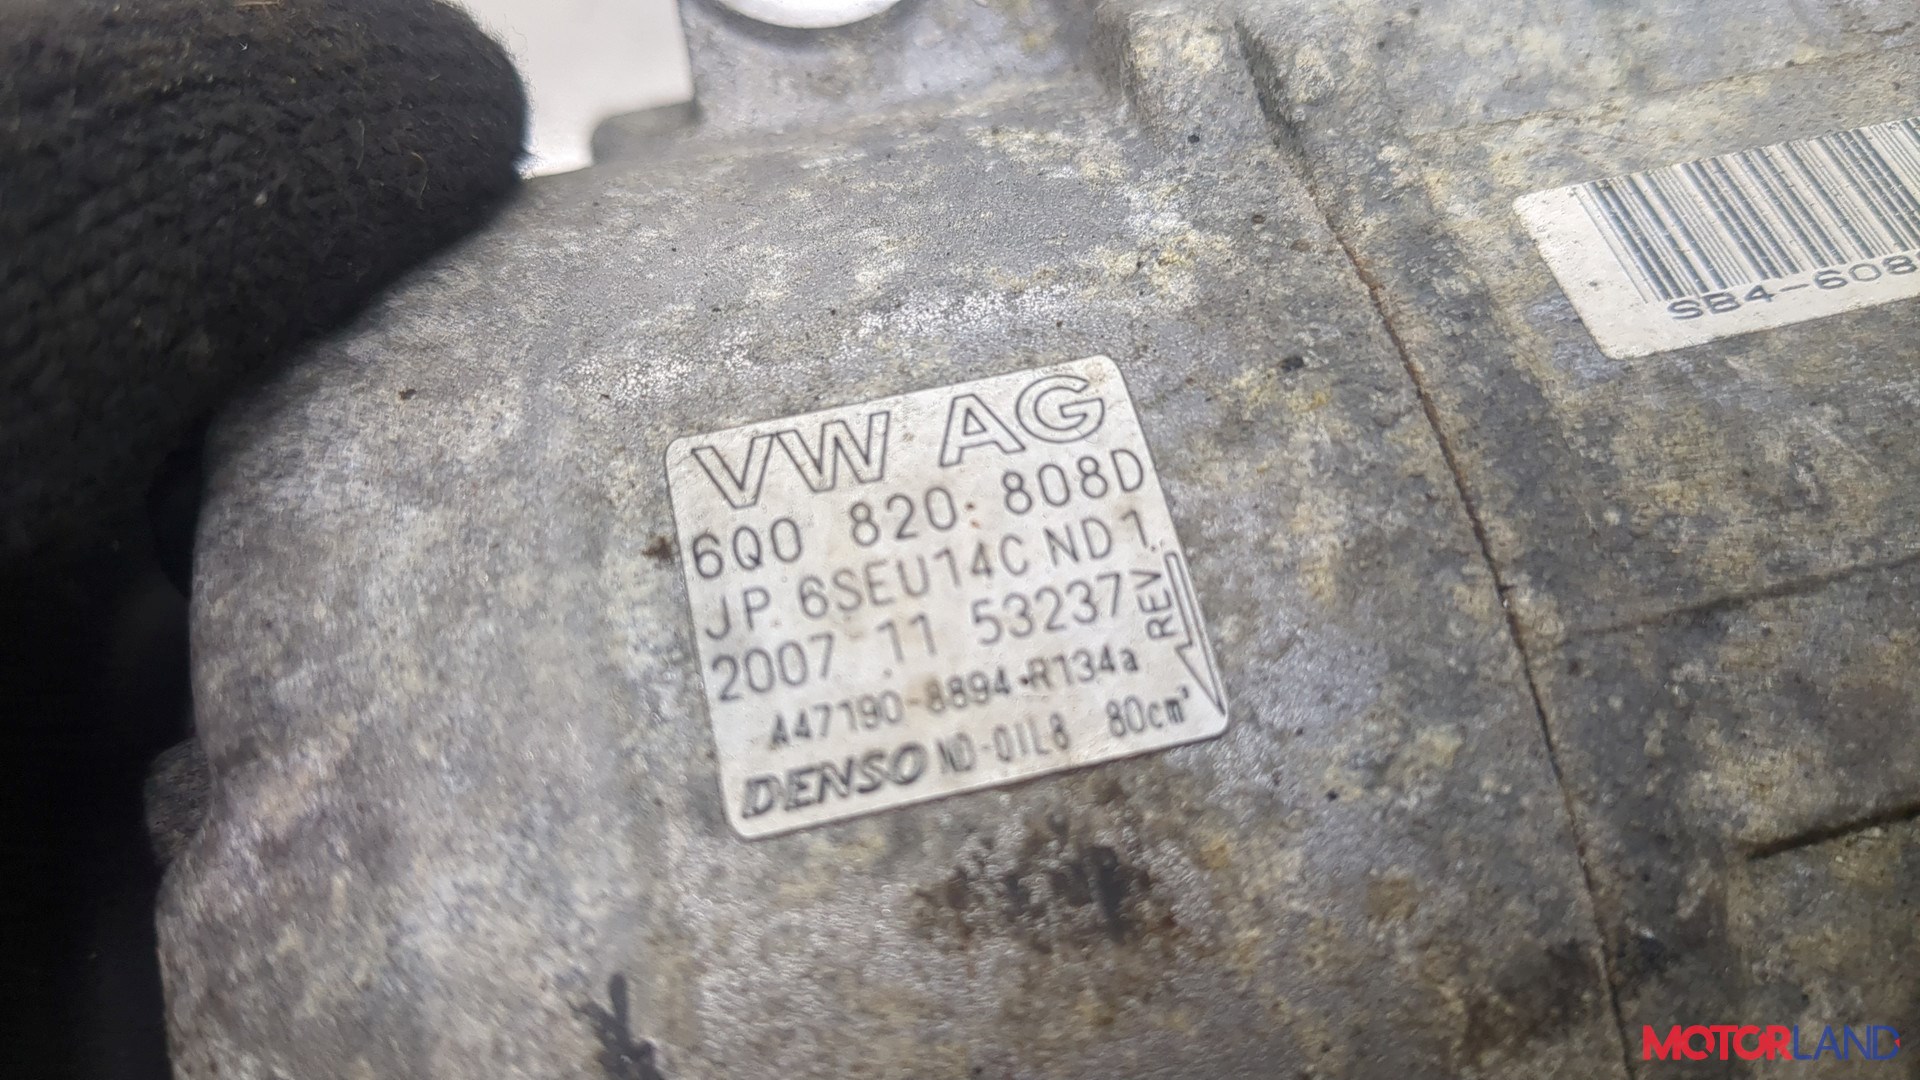 SB4-608
VW AG
6Q0 820 808D
JP 6SEU14C ND1
2007 11 53237
REV
A47190-8894 R134a
DENSO ND-OIL8 80cm³
MOTORLAND